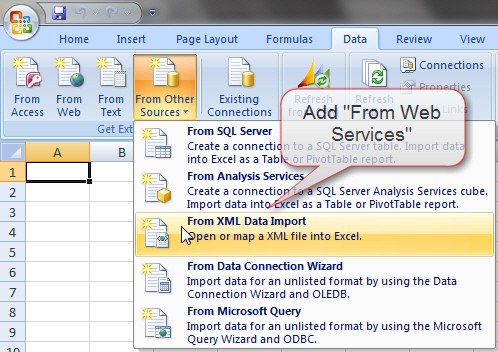 Home Insert Page Layout Formulas Data Review View
From Access
From Web
From Text
From Other Sources
Existing Connections
Refresh
Connections
Properties
Links
Get Ext
Add "From Web Services"
A B
1
2
3
4
5
6
7
8
9
10
From SQL Server
Create a connection to a SQL Server table. Import data
into Excel as a Table or PivotTable report.
From Analysis Services
Create a connection to a SQL Server Analysis Services cube.
Import data into Excel as a Table or PivotTable report.
From XML Data Import
Open or map a XML file into Excel.
From Data Connection Wizard
Import data for an unlisted format by using the Data
Connection Wizard and OLEDB.
From Microsoft Query
Import data for an unlisted format by using the Microsoft
Query Wizard and ODBC.